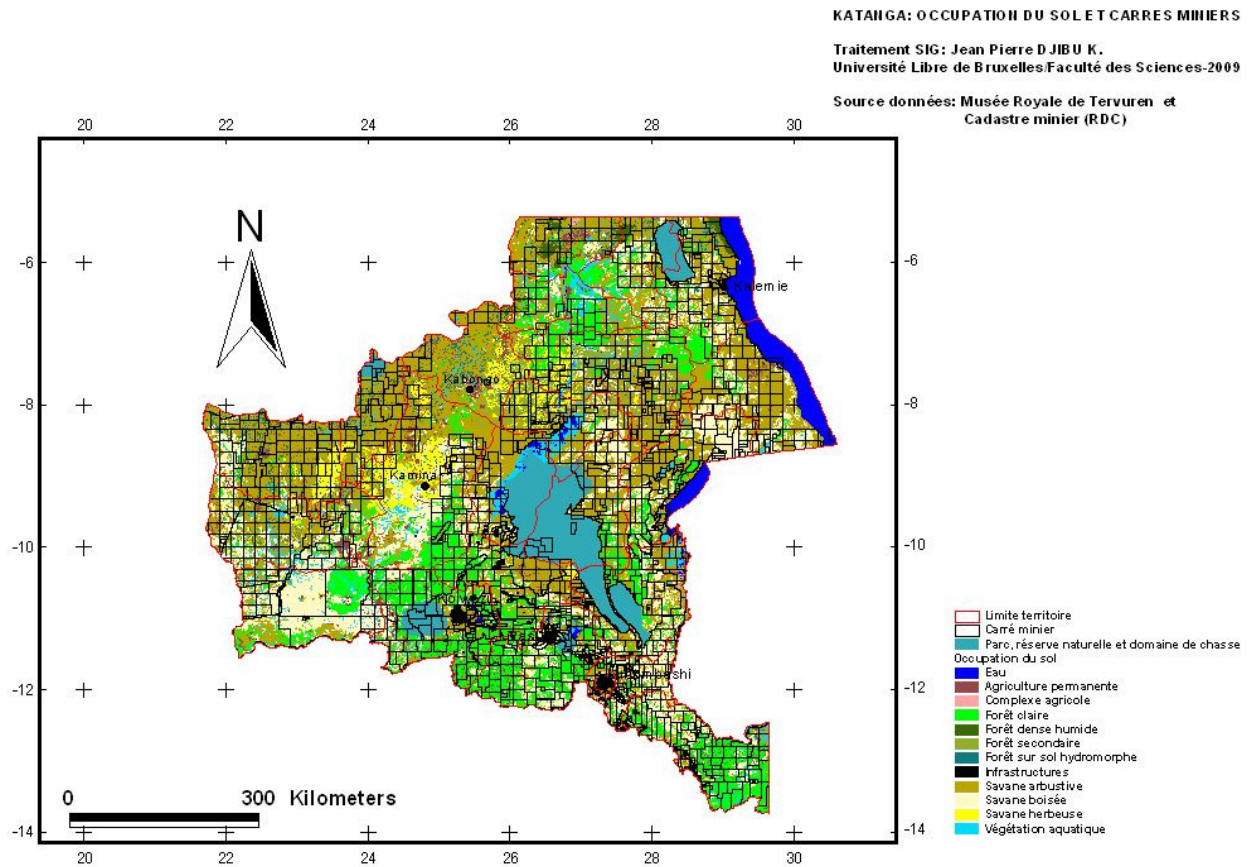 KATANGA: OCCUPATION DU SOL ET CARRES MINIERS
Traitement SIG: Jean Pierre DJIBU K.
Université Libre de Bruxelles/Faculté des Sciences-2009
Source données: Musée Royale de Tervuren et
Cadastre minier (RDC)
20 22 24 26 28 30
N
-6 -6
Kalemie
Kabongo
-8 -8
Kamina
-10 -10
-12 -12
0 300 Kilometers
-14 -14
20 22 24 26 28 30
Limite territoire
Carré minier
Parc, réserve naturelle et domaine de chasse
Occupation du sol
Eau
Agriculture permanente
Complexe agricole
Forêt claire
Forêt dense humide
Forêt secondaire
Forêt sur sol hydromorphe
Infrastructures
Savane arbustive
Savane boisée
Savane herbeuse
Végétation aquatique